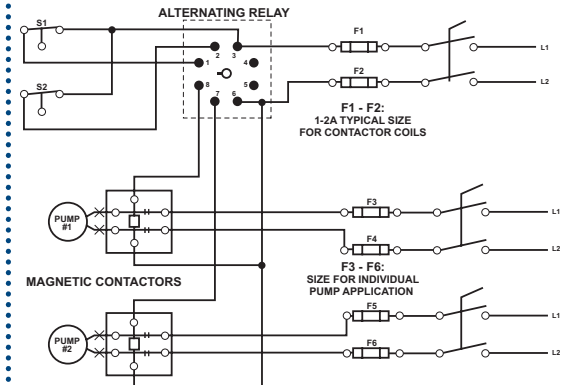 ALTERNATING RELAY
S1
F1
2 3
L1
1 4
F2
S2
8 5
L2
7 6
F1 - F2:
1-2A TYPICAL SIZE
FOR CONTACTOR COILS
F3
L1
PUMP
#1
F4
L2
F3 - F6:
SIZE FOR INDIVIDUAL
PUMP APPLICATION
MAGNETIC CONTACTORS
F5
L1
PUMP
#2
F6
L2